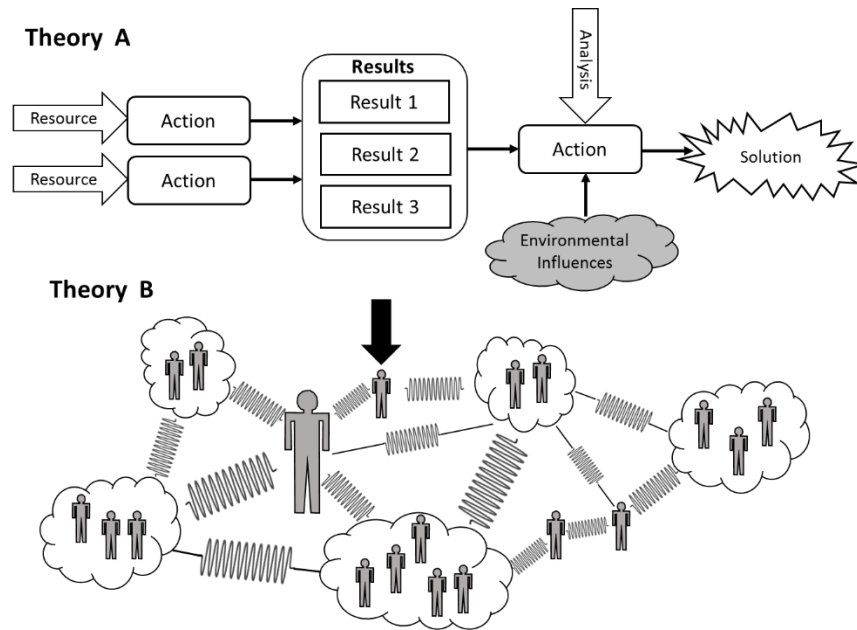 Theory A
Resource
Action
Resource
Action
Results
Result 1
Result 2
Result 3
Analysis
Action
Environmental
Influences
Solution
Theory B